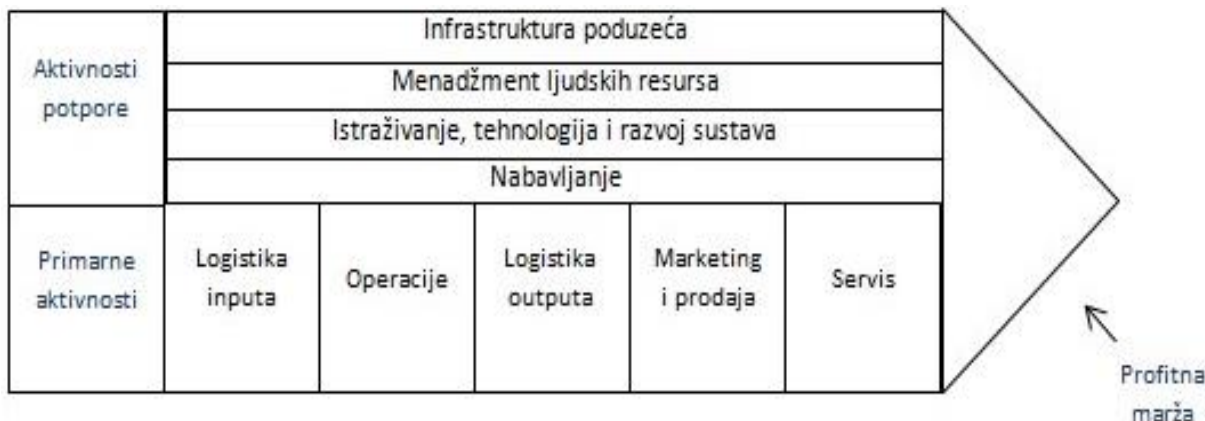 Aktivnosti
potpore
Infrastruktura poduzeća
Menadžment ljudskih resursa
Istraživanje, tehnologija i razvoj sustava
Nabavljanje
Primarne
aktivnosti
Logistika
inputa
Operacije
Logistika
outputa
Marketing
i prodaja
Servis
Profitna
marža